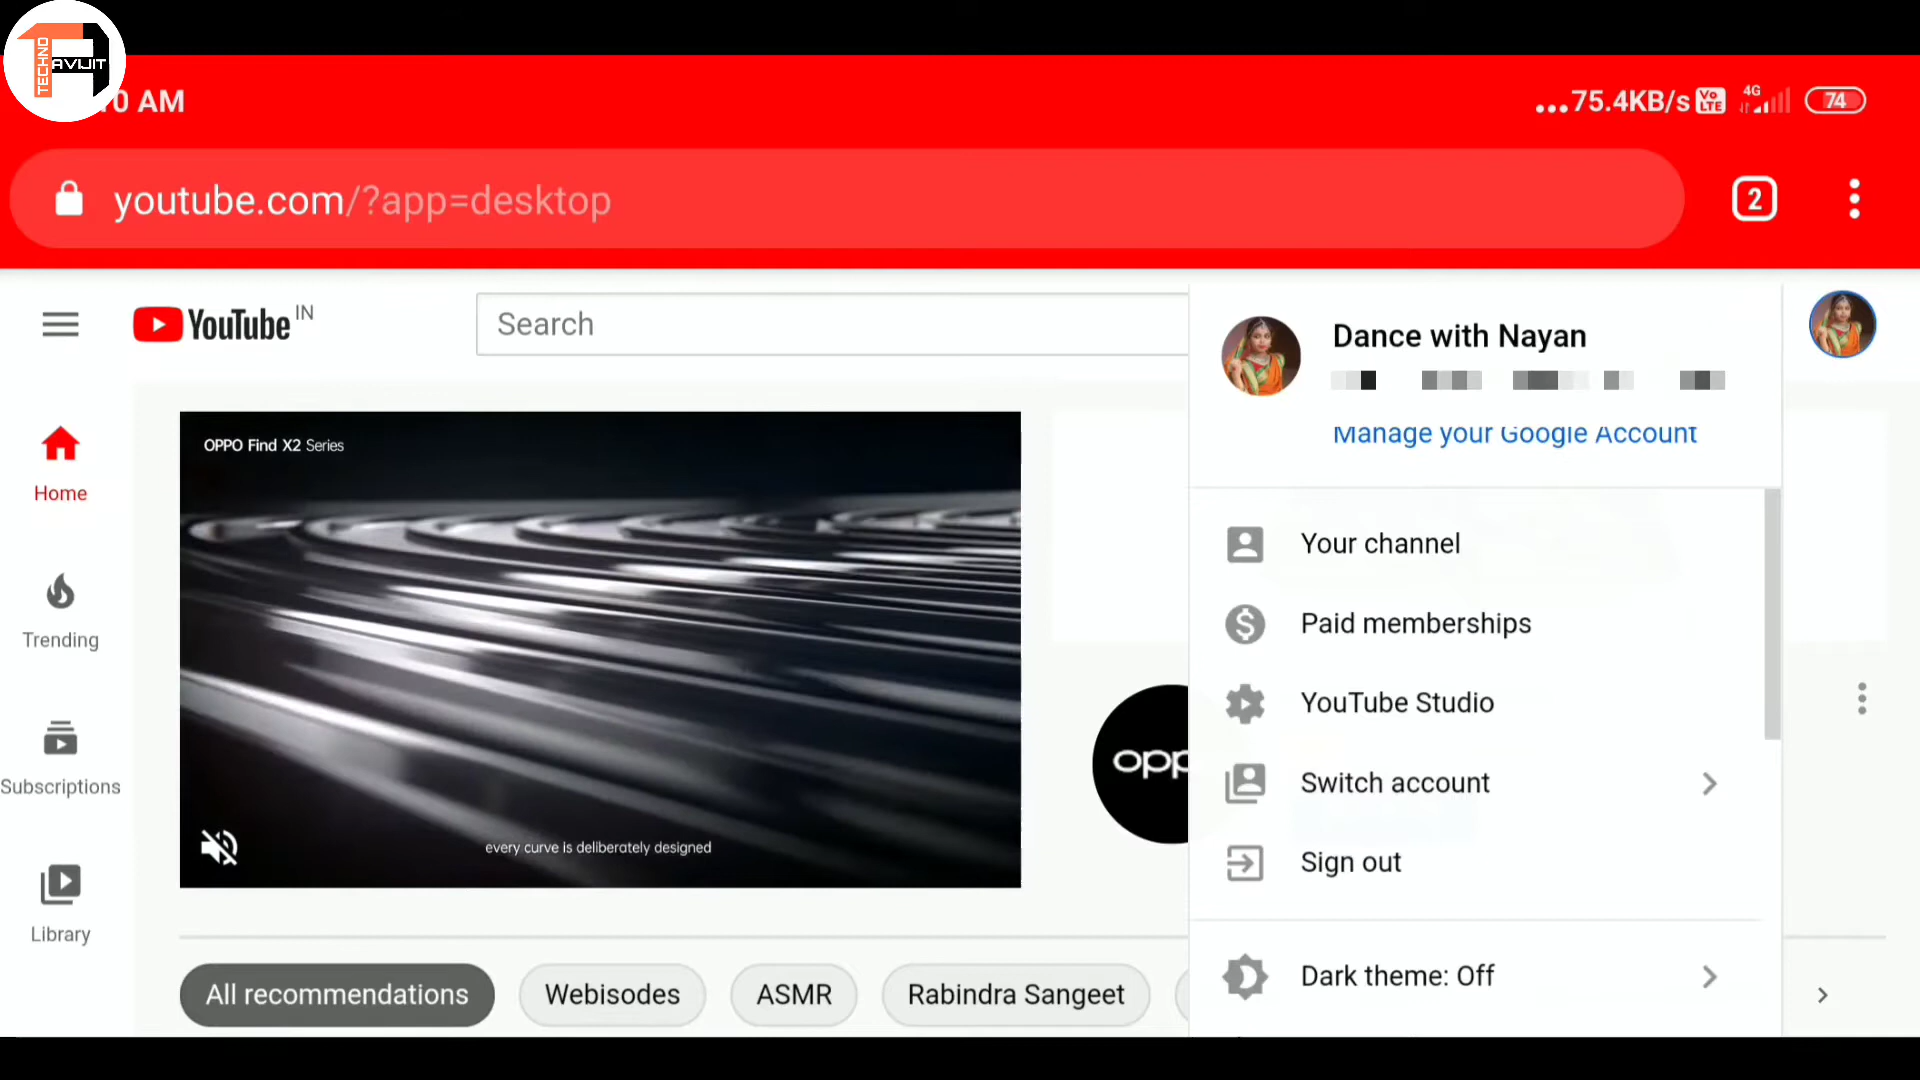 TECHNO
AVIJIT
0 AM
...75.4KB/s
Vo
LTE
4G
74
youtube.com/?app=desktop
2
YouTube IN
Search
Dance with Nayan
Manage your Google Account
Home
Trending
Subscriptions
Library
OPPO Find X2 Series
every curve is deliberately designed
opp
Your channel
Paid memberships
YouTube Studio
Switch account
Sign out
Dark theme: Off
All recommendations
Webisodes
ASMR
Rabindra Sangeet